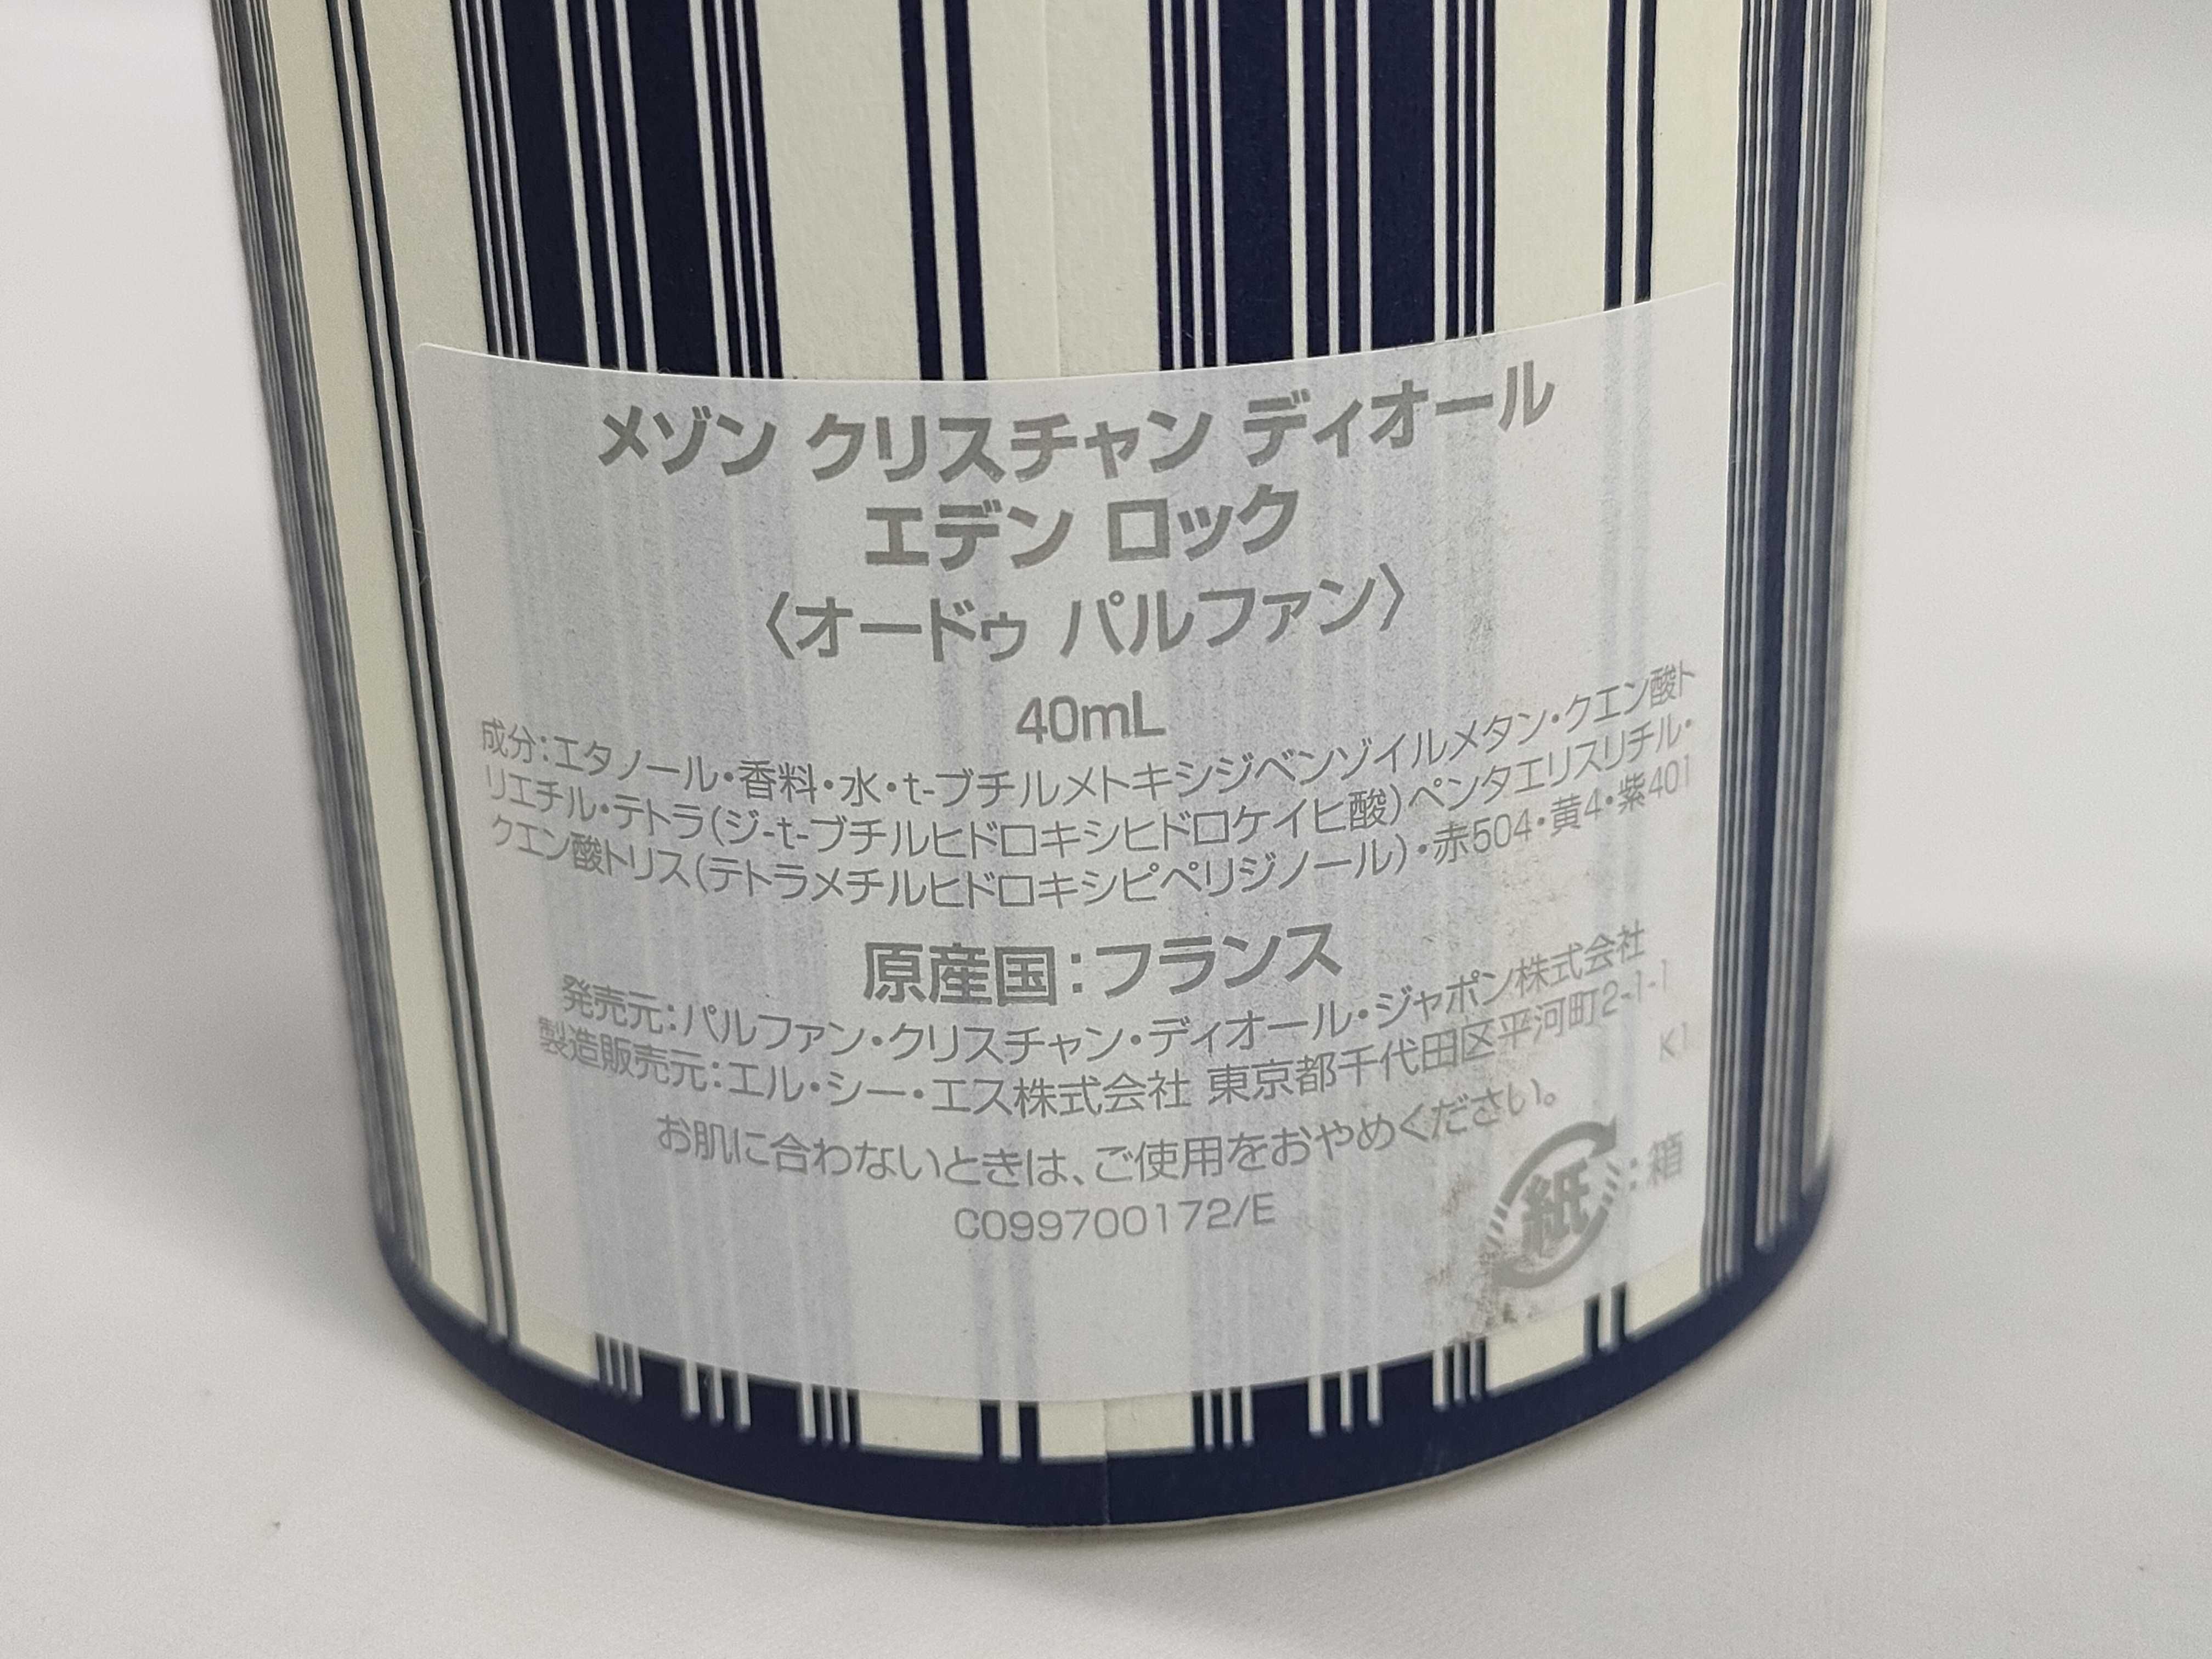 メゾン クリスチャン ディオール
エデン ロック
〈オードゥ パルファン〉
40mL
成分：エタノール・香料・水・t-ブチルメトキシジベンゾイルメタン・クエン酸ト
リエチル・テトラ(ジ-t-ブチルヒドロキシヒドロケイヒ酸)ペンタエリスリチル・
クエン酸トリス(テトラメチルヒドロキシピペリジノール)・赤504・黄4・紫401
原産国：フランス
発売元：パルファン・クリスチャン・ディオール・ジャポン株式会社
製造販売元：エル・シー・エス株式会社 東京都千代田区平河町2-1-1
K1
お肌に合わないときは、ご使用をおやめください。
紙：箱
C099700172/E